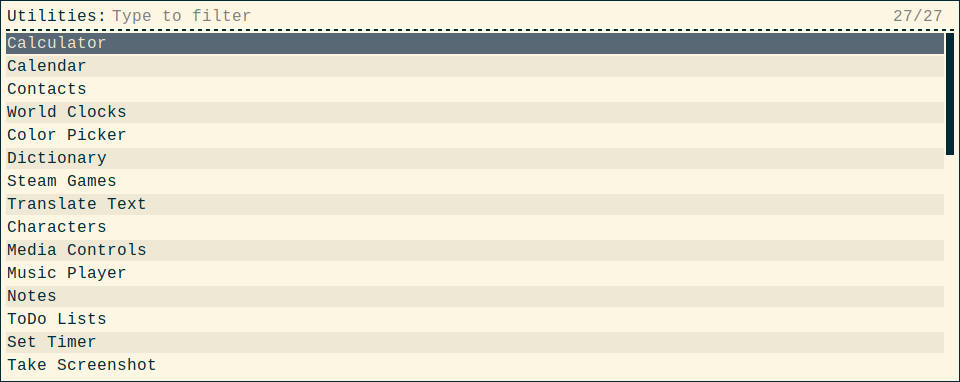 Utilities: Type to filter 27/27
Calculator
Calendar
Contacts
World Clocks
Color Picker
Dictionary
Steam Games
Translate Text
Characters
Media Controls
Music Player
Notes
ToDo Lists
Set Timer
Take Screenshot